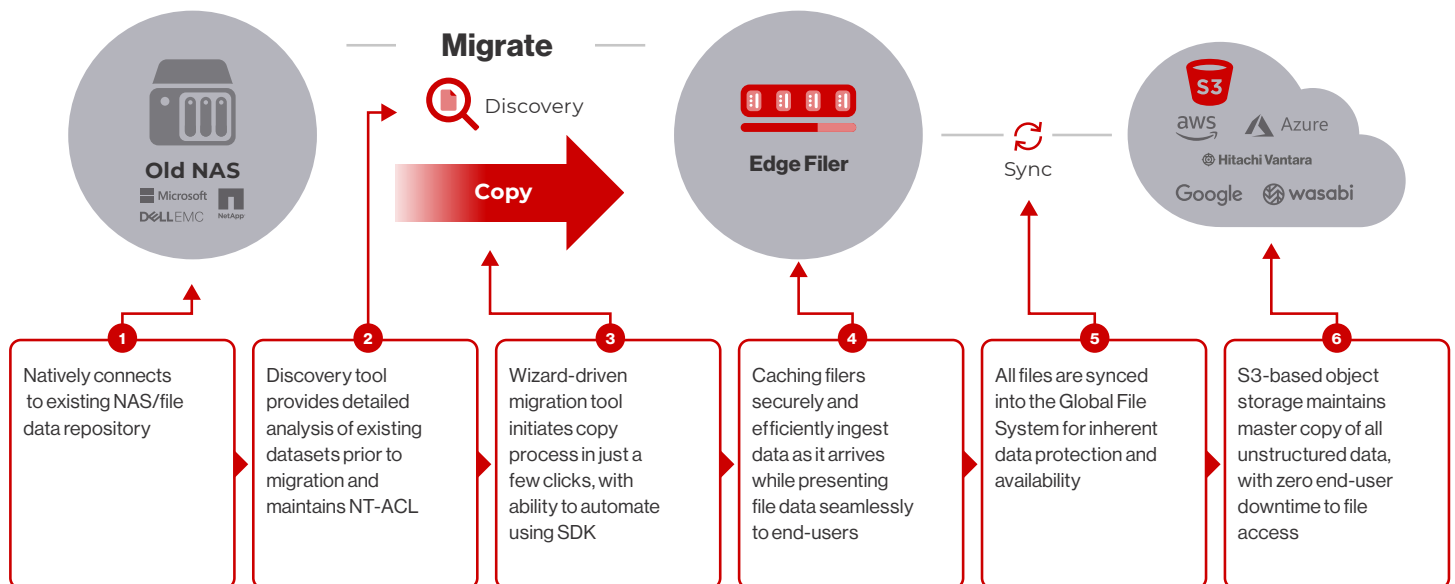 Migrate
Discovery
Copy
Old NAS
Microsoft
NetApp
DELLEMC
Edge Filer
Sync
S3
aws
Azure
Hitachi Vantara
Google
wasabi
1
Natively connects
to existing NAS/file
data repository
2
Discovery tool
provides detailed
analysis of existing
datasets prior to
migration and
maintains NT-ACL
3
Wizard-driven
migration tool
initiates copy
process in just a
few clicks, with
ability to automate
using SDK
4
Caching filers
securely and
efficiently ingest
data as it arrives
while presenting
file data seamlessly
to end-users
5
All files are synced
into the Global File
System for inherent
data protection and
availability
6
S3-based object
storage maintains
master copy of all
unstructured data,
with zero end-user
downtime to file
access